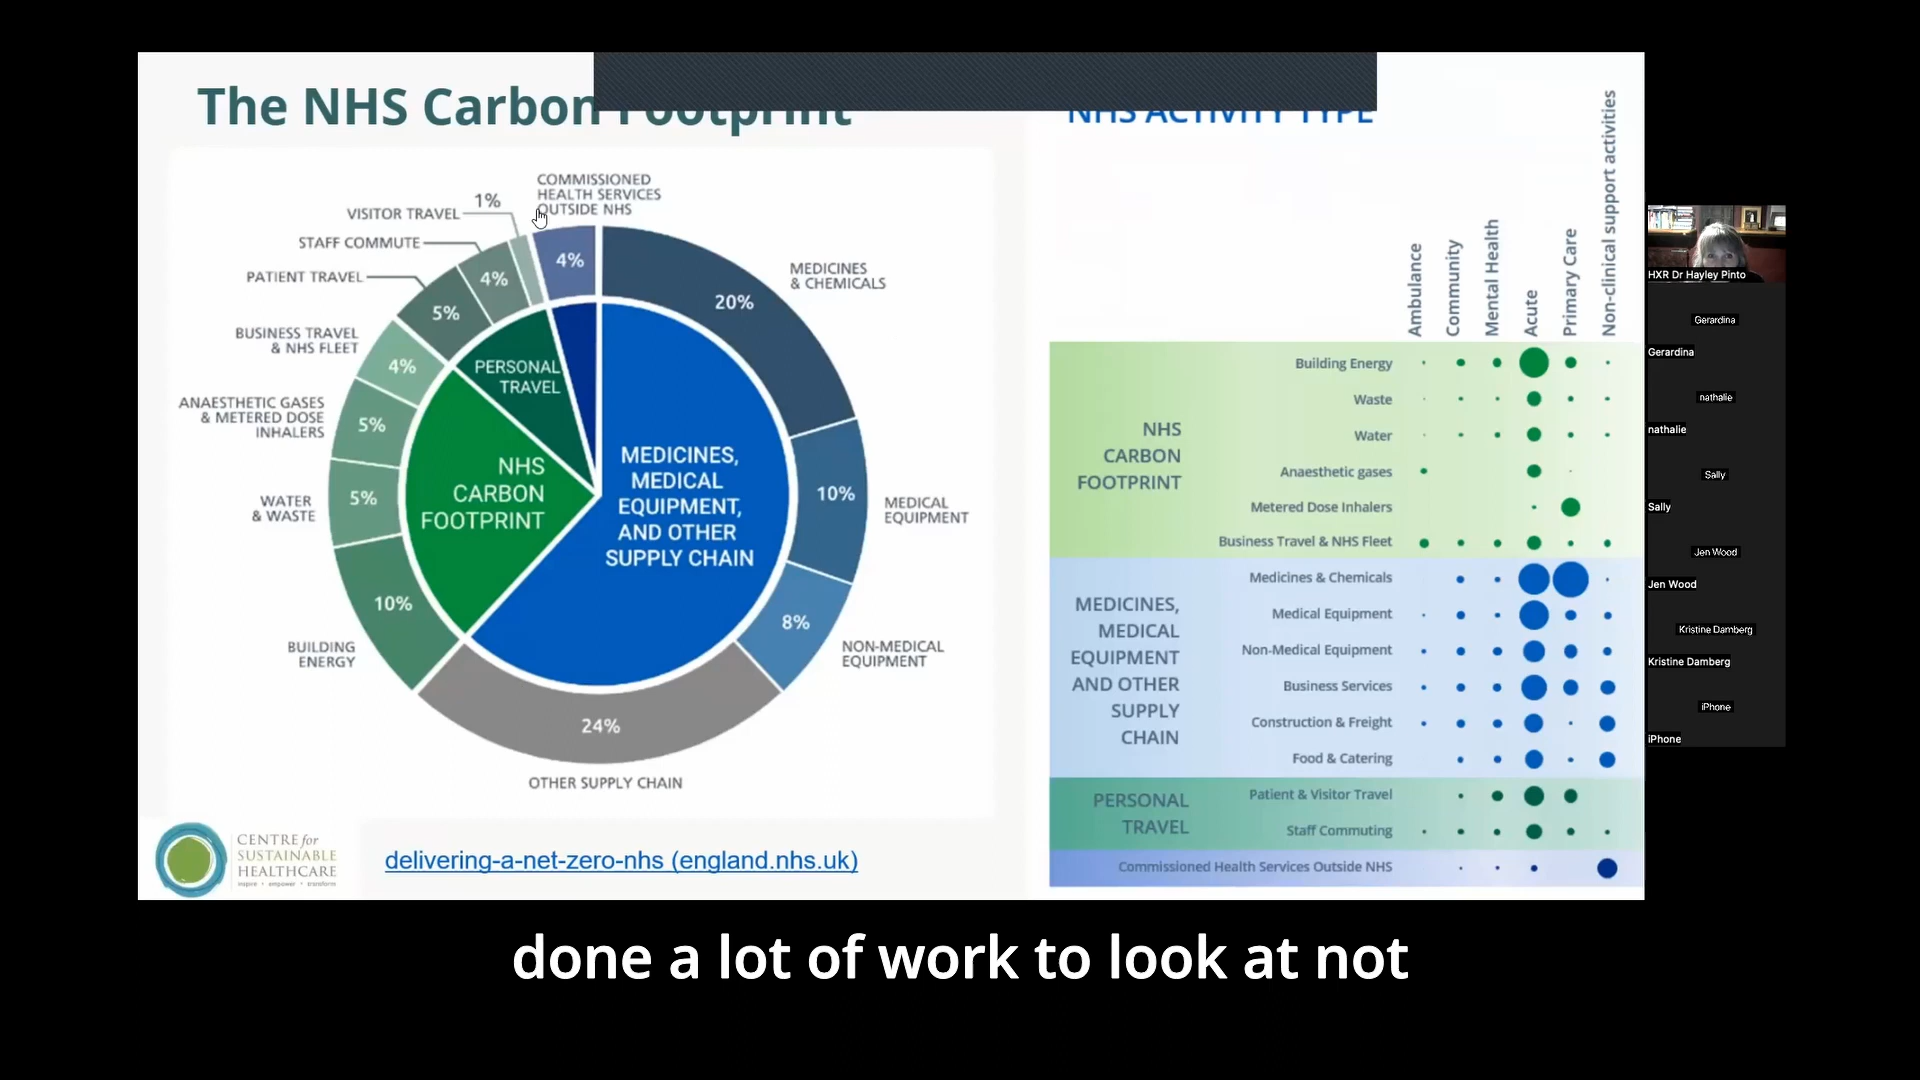 The NHS Carbon Footprint
NHS ACTIVITY TYPE
COMMISSIONED
HEALTH SERVICES
OUTSIDE NHS
1%
VISITOR TRAVEL
STAFF COMMUTE
PATIENT TRAVEL
BUSINESS TRAVEL
& NHS FLEET
ANAESTHETIC GASES
& METERED DOSE
INHALERS
WATER
& WASTE
BUILDING
ENERGY
4%
4%
5%
4%
5%
5%
10%
20%
MEDICINES
& CHEMICALS
10%
MEDICAL
EQUIPMENT
8%
NON-MEDICAL
EQUIPMENT
24%
OTHER SUPPLY CHAIN
PERSONAL
TRAVEL
NHS
CARBON
FOOTPRINT
MEDICINES,
MEDICAL
EQUIPMENT,
AND OTHER
SUPPLY CHAIN
CENTRE for
SUSTAINABLE
HEALTHCARE
inspire • empower • transform
delivering-a-net-zero-nhs (england.nhs.uk)
Ambulance
Community
Mental Health
Acute
Primary Care
Non-clinical support activities
NHS
CARBON
FOOTPRINT
Building Energy
Waste
Water
Anaesthetic gases
Metered Dose Inhalers
Business Travel & NHS Fleet
MEDICINES,
MEDICAL
EQUIPMENT
AND OTHER
SUPPLY
CHAIN
Medicines & Chemicals
Medical Equipment
Non-Medical Equipment
Business Services
Construction & Freight
Food & Catering
PERSONAL
TRAVEL
Patient & Visitor Travel
Staff Commuting
Commissioned Health Services Outside NHS
HXR Dr Hayley Pinto
Gerardina
Gerardina
nathalie
nathalie
Sally
Sally
Jen Wood
Jen Wood
Kristine Damberg
Kristine Damberg
iPhone
iPhone
done a lot of work to look at not